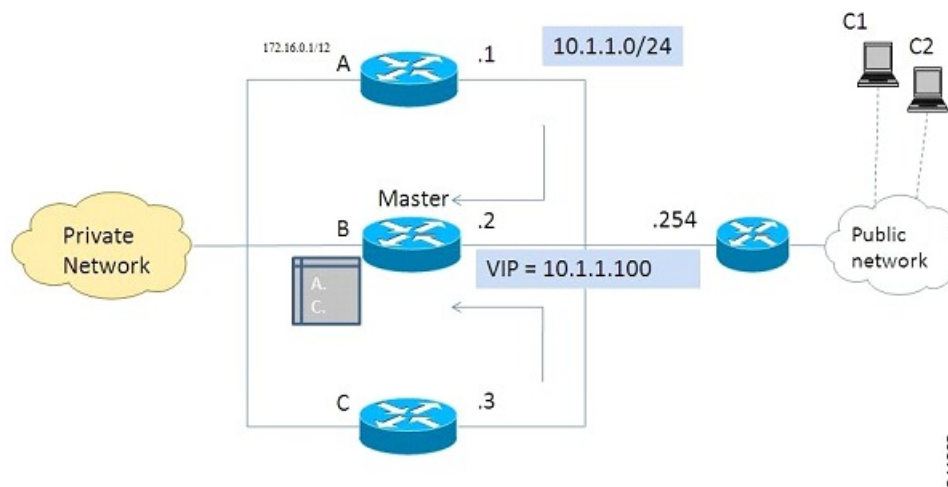 172.16.0.1/12
A
.1
10.1.1.0/24
C1
C2
Master
B
.2
.254
Private
Network
Public
network
VIP = 10.1.1.100
A.
C.
C
.3